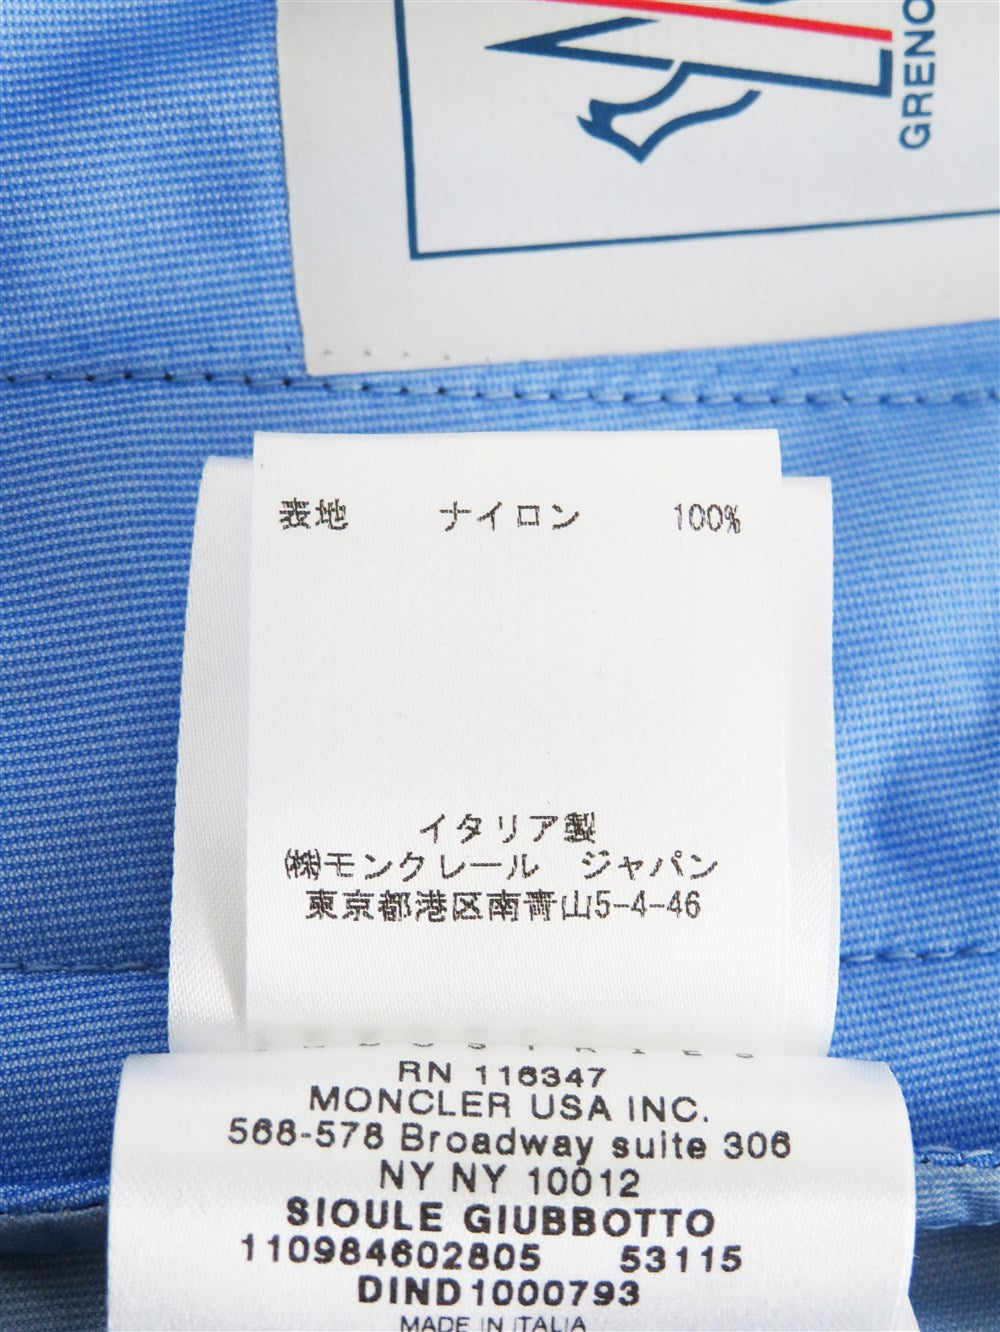 GRENO
表地 ナイロン 100%
イタリア製
㈱モンクレール ジャパン
東京都港区南青山5-4-46
RN 116347
MONCLER USA INC.
568-578 Broadway suite 306
NY NY 10012
SIOULE GIUBBOTTO
110984602805 53115
DIND1000793
MADE IN ITALIA